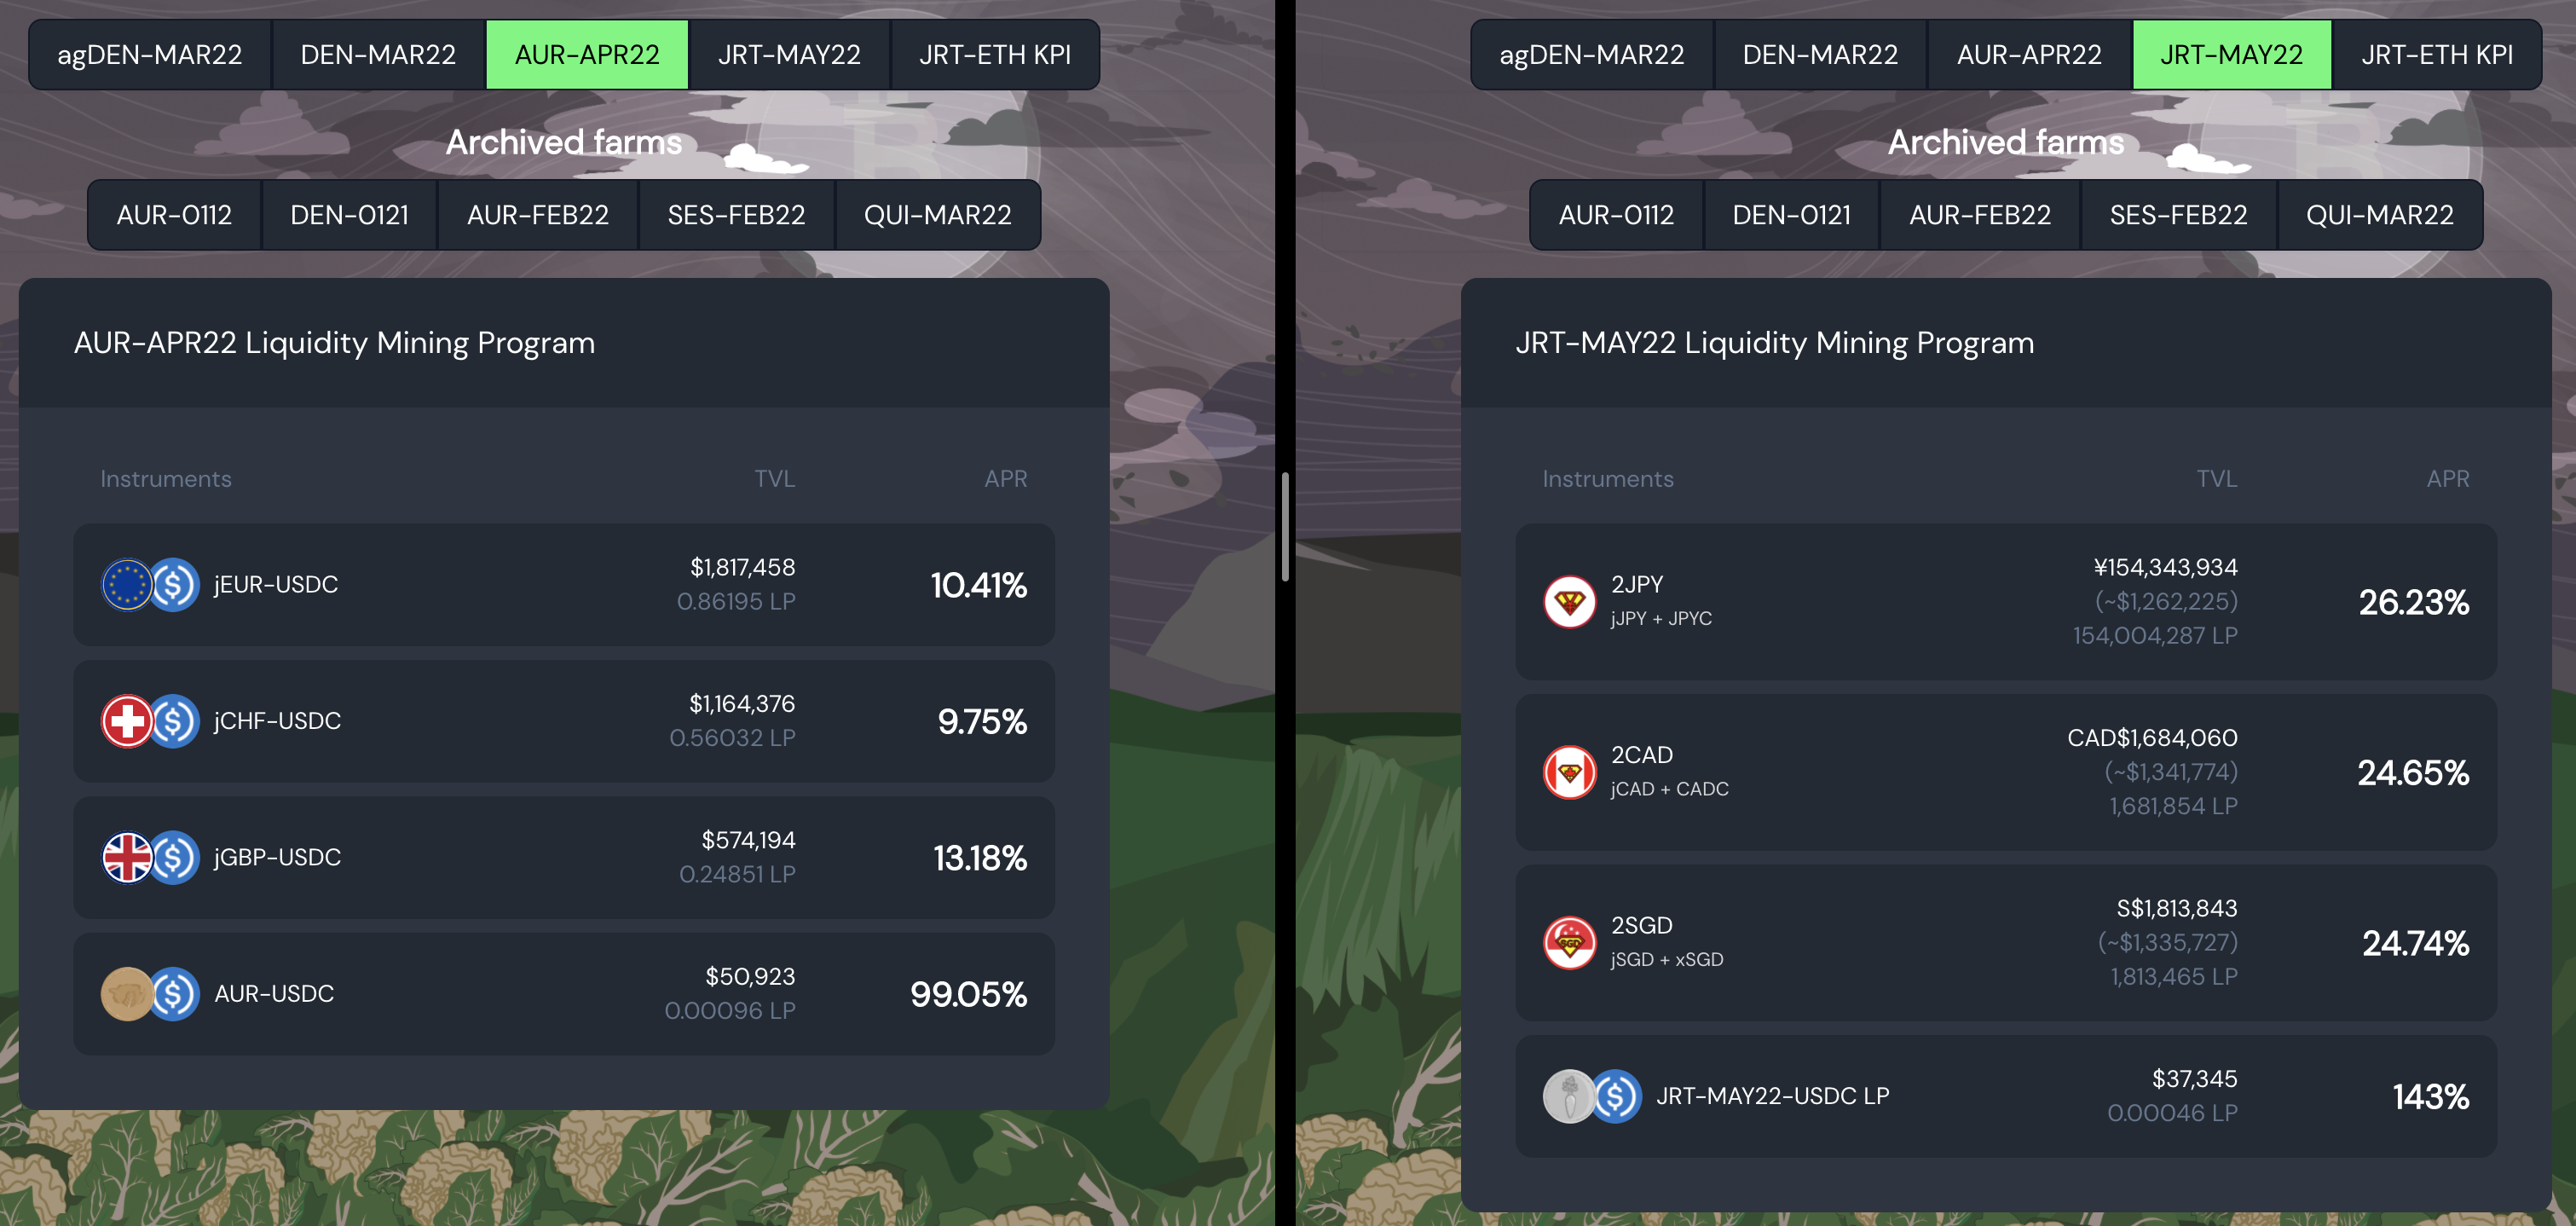 agDEN-MAR22 DEN-MAR22 AUR-APR22 JRT-MAY22 JRT-ETH KPI
Archived farms
AUR-0112 DEN-0121 AUR-FEB22 SES-FEB22 QUI-MAR22
AUR-APR22 Liquidity Mining Program
Instruments TVL APR
jEUR-USDC $1,817,458 10.41%
0.86195 LP
jCHF-USDC $1,164,376 9.75%
0.56032 LP
jGBP-USDC $574,194 13.18%
0.24851 LP
AUR-USDC $50,923 99.05%
0.00096 LP
agDEN-MAR22 DEN-MAR22 AUR-APR22 JRT-MAY22 JRT-ETH KPI
Archived farms
AUR-0112 DEN-0121 AUR-FEB22 SES-FEB22 QUI-MAR22
JRT-MAY22 Liquidity Mining Program
Instruments TVL APR
2JPY ¥154,343,934
jJPY + JPYC (~$1,262,225) 26.23%
154,004,287 LP
2CAD CAD$1,684,060
jCAD + CADC (~$1,341,774) 24.65%
1,681,854 LP
SGD
2SGD S$1,813,843
jSGD + xSGD (~$1,335,727) 24.74%
1,813,465 LP
JRT-MAY22-USDC LP $37,345 143%
0.00046 LP